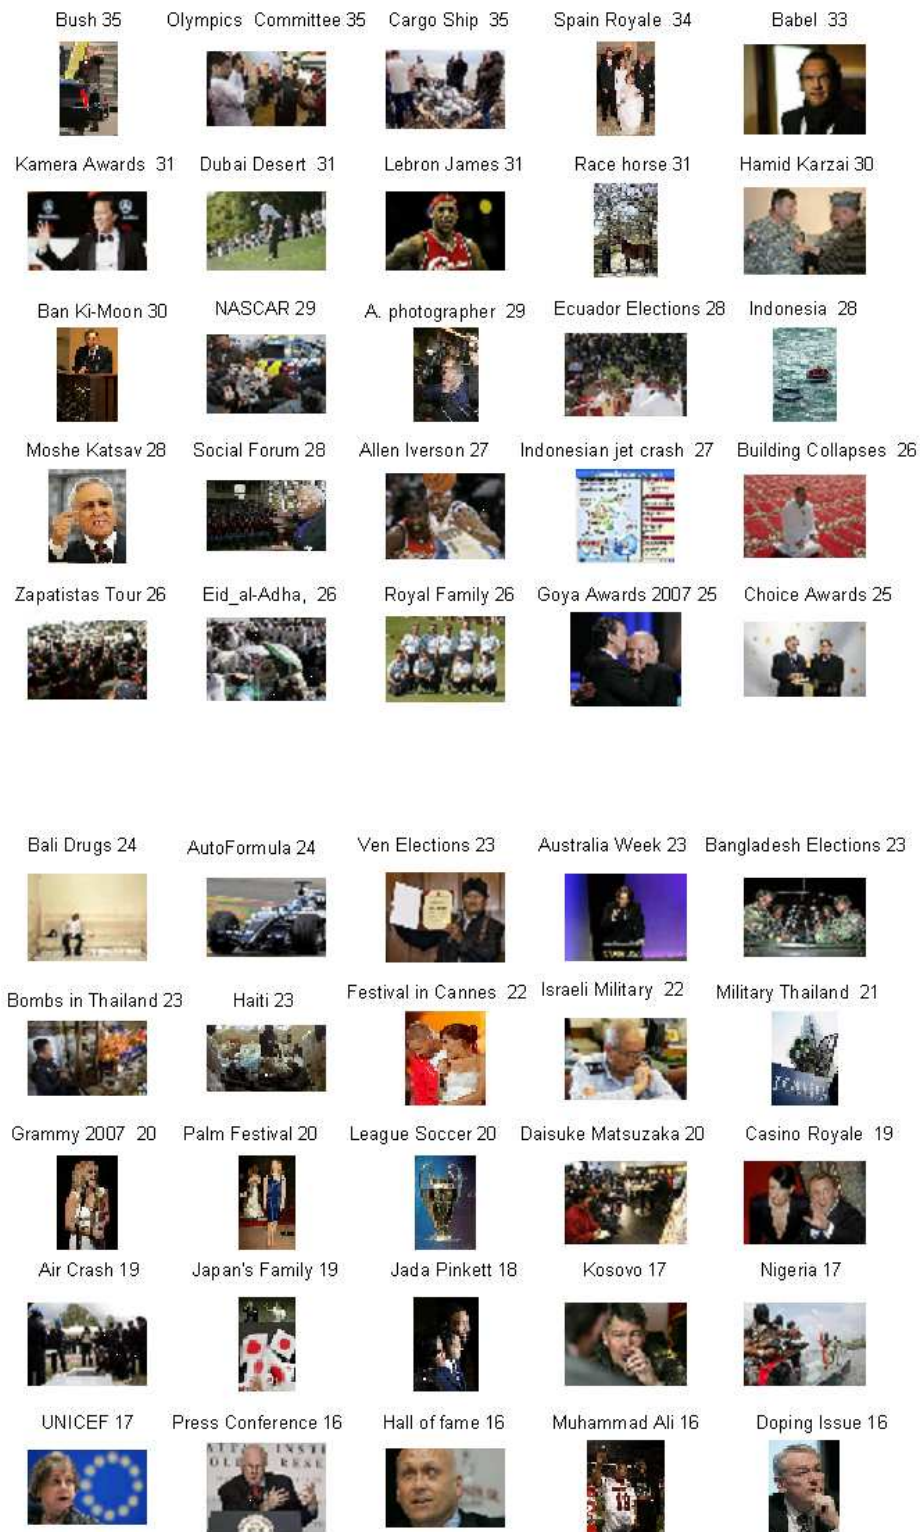 Bush 35 Olympics Committee 35 Cargo Ship 35 Spain Royale 34 Babel 33
Kamera Awards 31 Dubai Desert 31 Lebron James 31 Race horse 31 Hamid Karzai 30
Ban Ki-Moon 30 NASCAR 29 A. photographer 29 Ecuador Elections 28 Indonesia 28
Moshe Katsav 28 Social Forum 28 Allen Iverson 27 Indonesian jet crash 27 Building Collapses 26
Zapatistas Tour 26 Eid_al-Adha, 26 Royal Family 26 Goya Awards 2007 25 Choice Awards 25
Bali Drugs 24 AutoFormula 24 Ven Elections 23 Australia Week 23 Bangladesh Elections 23
Bombs in Thailand 23 Haiti 23 Festival in Cannes 22 Israeli Military 22 Military Thailand 21
Grammy 2007 20 Palm Festival 20 League Soccer 20 Daisuke Matsuzaka 20 Casino Royale 19
Air Crash 19 Japan's Family 19 Jada Pinkett 18 Kosovo 17 Nigeria 17
UNICEF 17 Press Conference 16 Hall of fame 16 Muhammad Ali 16 Doping Issue 16